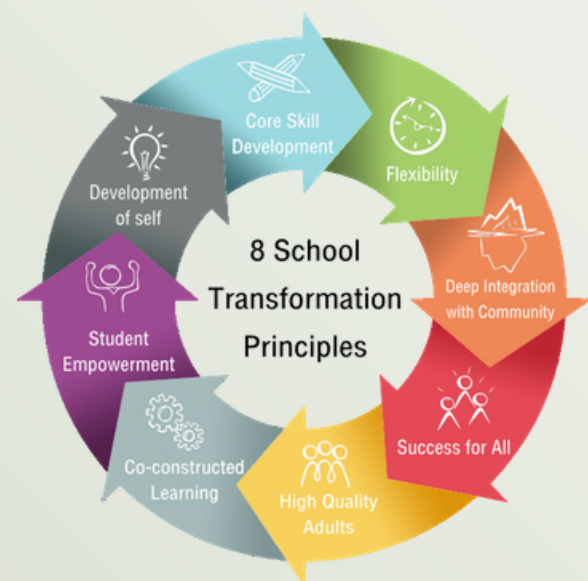 8 School
Transformation
Principles
Core Skill
Development
Flexibility
Deep Integration
with Community
Success for All
High Quality
Adults
Co-constructed
Learning
Student
Empowerment
Development
of self